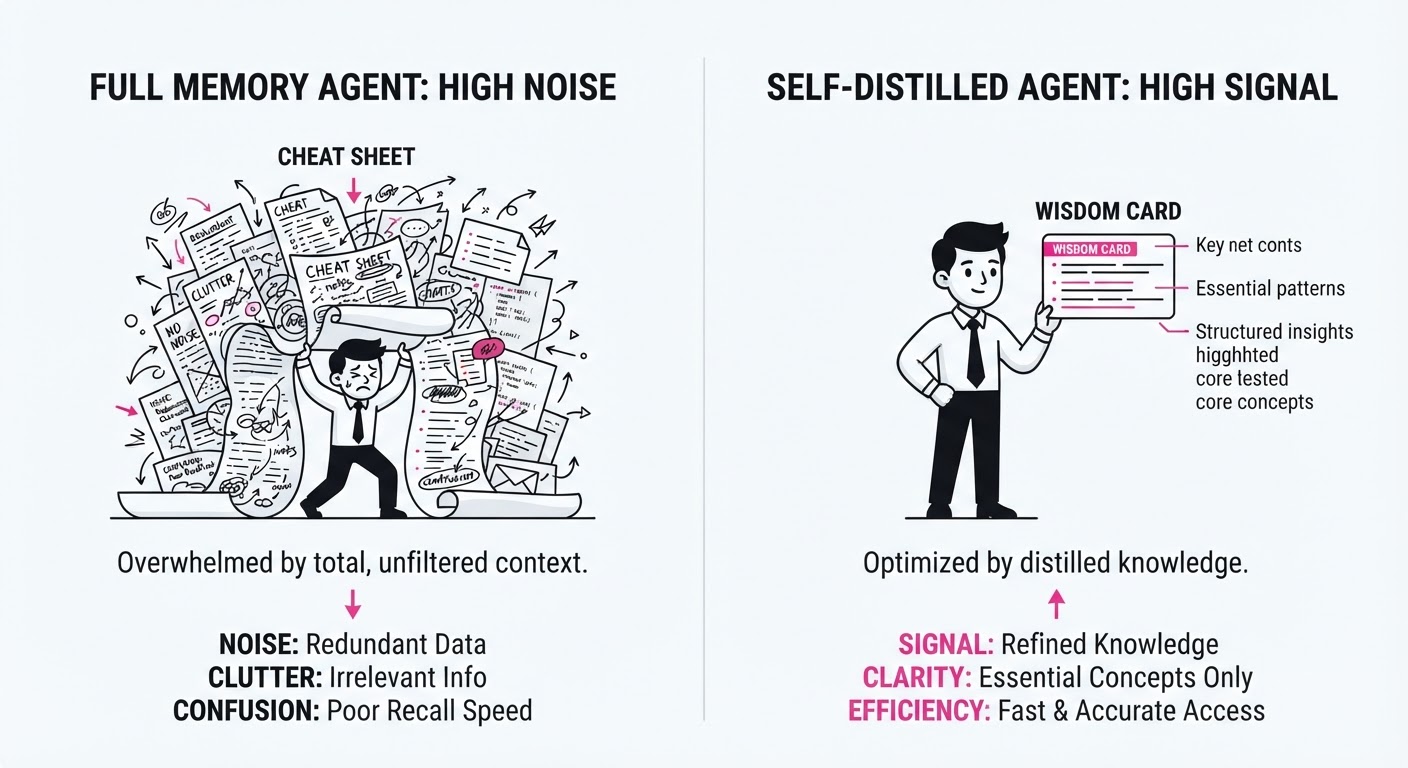 FULL MEMORY AGENT: HIGH NOISE
CHEAT SHEET
CHEAT
CHEAT SHEET
CLUTTER
NO
NOISE
Overwhelmed by total, unfiltered context.
NOISE: Redundant Data
CLUTTER: Irrelevant Info
CONFUSION: Poor Recall Speed
SELF-DISTILLED AGENT: HIGH SIGNAL
WISDOM CARD
WISDOM CARD
Key net conts
Essential patterns
Structured insights
higghhted
core tested
core concepts
Optimized by distilled knowledge.
SIGNAL: Refined Knowledge
CLARITY: Essential Concepts Only
EFFICIENCY: Fast & Accurate Access